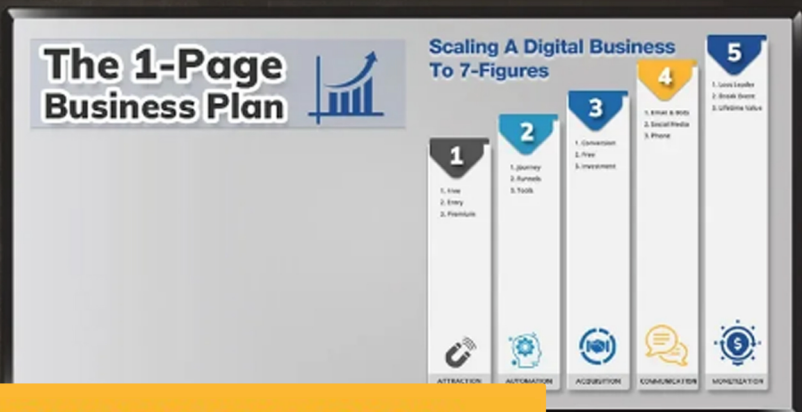 The 1-Page
Business Plan
Scaling A Digital Business
To 7-Figures
1
1. Free
2. Entry
3. Premium
ATTRACTION
2
1. Journey
2. Funnels
3. Tools
AUTOMATION
3
1. Conversion
2. Free
3. Investment
ACQUISITION
4
1. Email & Body
2. Social Media
3. Phone
COMMUNICATION
5
1. Loss Leader
2. Break Event
3. Lifetime Value
$
MONETIZATION